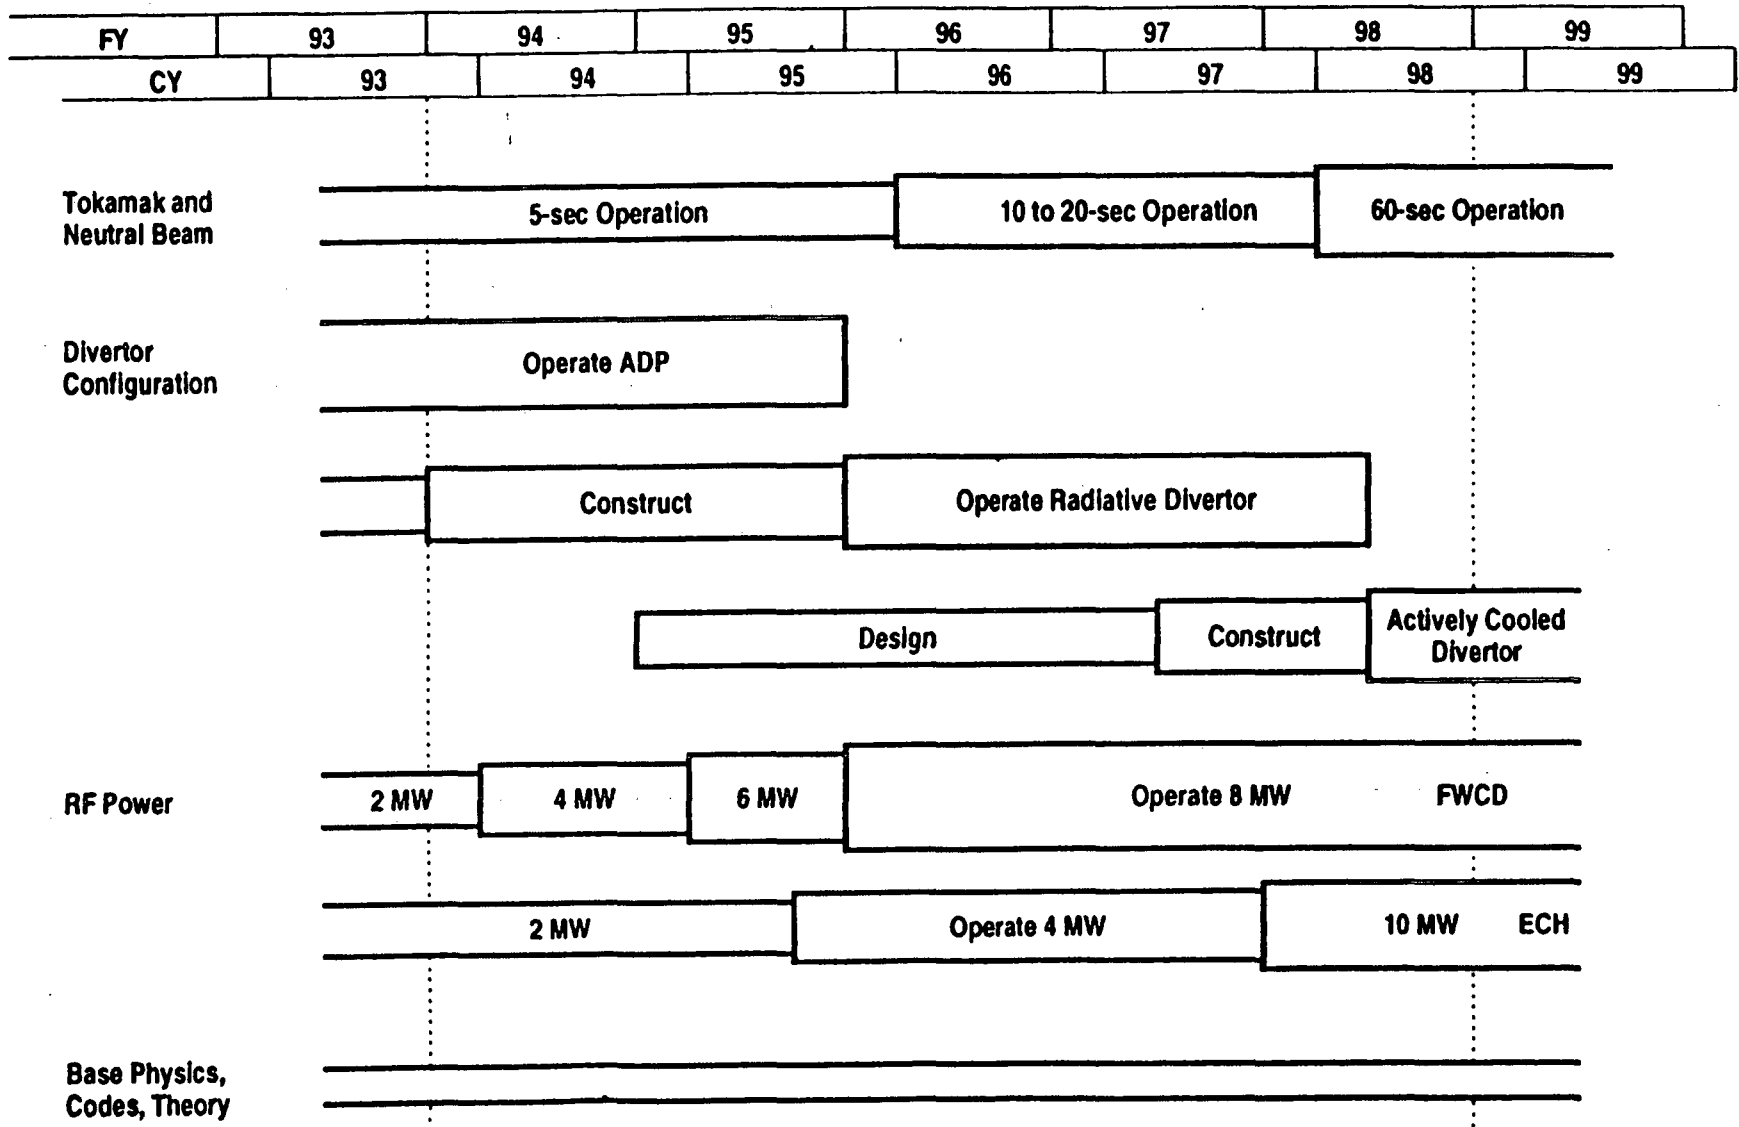 FY 93 94 95 96 97 98 99
CY 93 94 95 96 97 98 99
Tokamak and
Neutral Beam
5-sec Operation 10 to 20-sec Operation 60-sec Operation
Divertor
Configuration
Operate ADP
Construct Operate Radiative Divertor
Design Construct Actively Cooled
Divertor
RF Power 2 MW 4 MW 6 MW Operate 8 MW FWCD
2 MW Operate 4 MW 10 MW ECH
Base Physics,
Codes, Theory